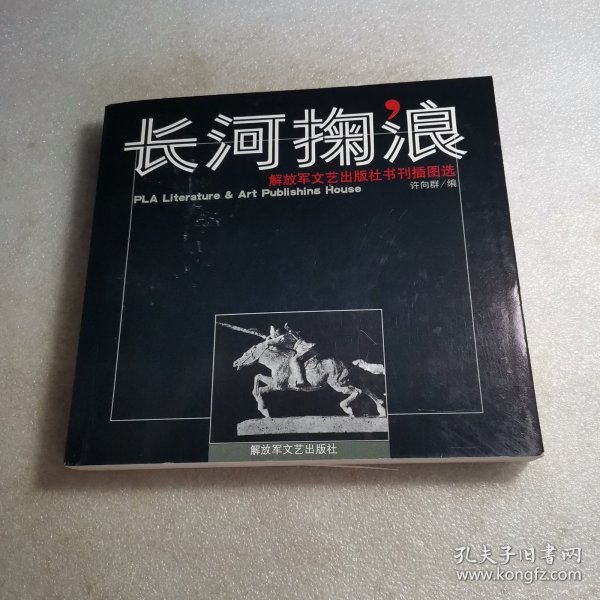 长河掬浪
解放军文艺出版社书刊插图选
PLA Literature & Art Publishing House
许向群/编
解放军文艺出版社
孔夫子旧书网
www.kongfz.com